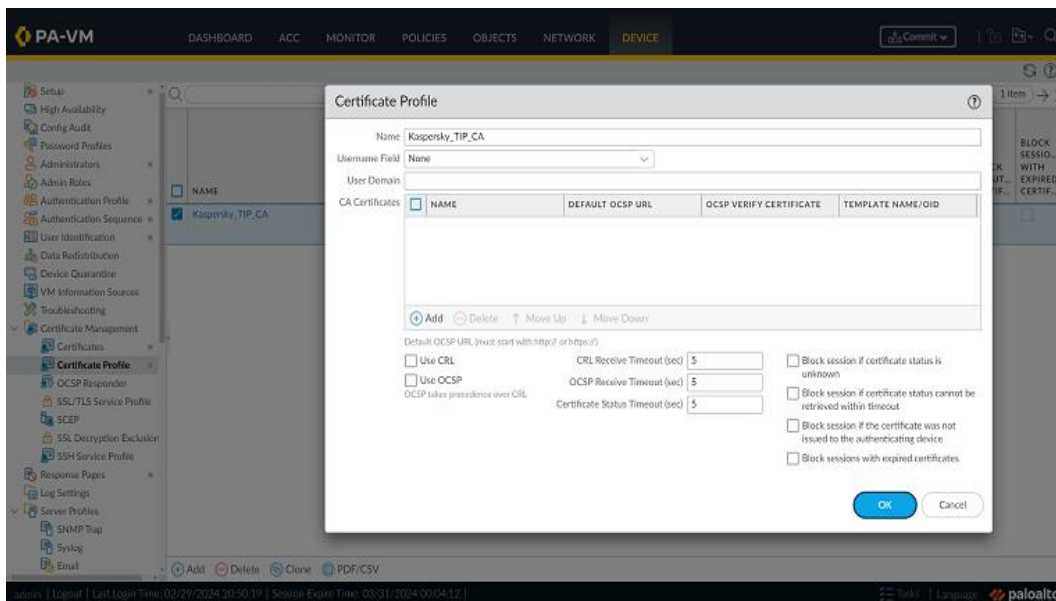 PA-VM
DASHBOARD ACC MONITOR POLICIES OBJECTS NETWORK DEVICE
Commit
1 item
Setup
High Availability
Config Audit
Password Profiles
Administrators
Admin Roles
Authentication Profile
Authentication Sequence
User Identification
Data Redistribution
Device Quarantine
VM Information Sources
Troubleshooting
Certificate Management
Certificates
Certificate Profile
OCSP Responder
SSL/TLS Service Profile
SCEP
SSL Decryption Exclusion
SSH Service Profile
Response Pages
Log Settings
Server Profiles
SNMP Trap
Syslog
Email
NAME
Kaspersky_TIP_CA
BLOCK
SESSIO...
WITH
EXPIRED
CERTIF...
Certificate Profile
Name Kaspersky_TIP_CA
Username Field None
User Domain
CA Certificates NAME DEFAULT OCSP URL OCSP VERIFY CERTIFICATE TEMPLATE NAME/OID
Add Delete Move Up Move Down
Default OCSP URL (must start with http:// or https://)
Use CRL
Use OCSP
OCSP takes precedence over CRL
CRL Receive Timeout (sec) 5
OCSP Receive Timeout (sec) 5
Certificate Status Timeout (sec) 5
Block session if certificate status is
unknown
Block session if certificate status cannot be
retrieved within timeout
Block session if the certificate was not
issued to the authenticating device
Block sessions with expired certificates
OK Cancel
Add Delete Clone PDF/CSV
admin | Logout | Last Login Time: 02/29/2024 20:50:19 | Session Expire Time: 03/31/2024 00:04:12 |
Tasks | Language paloalto